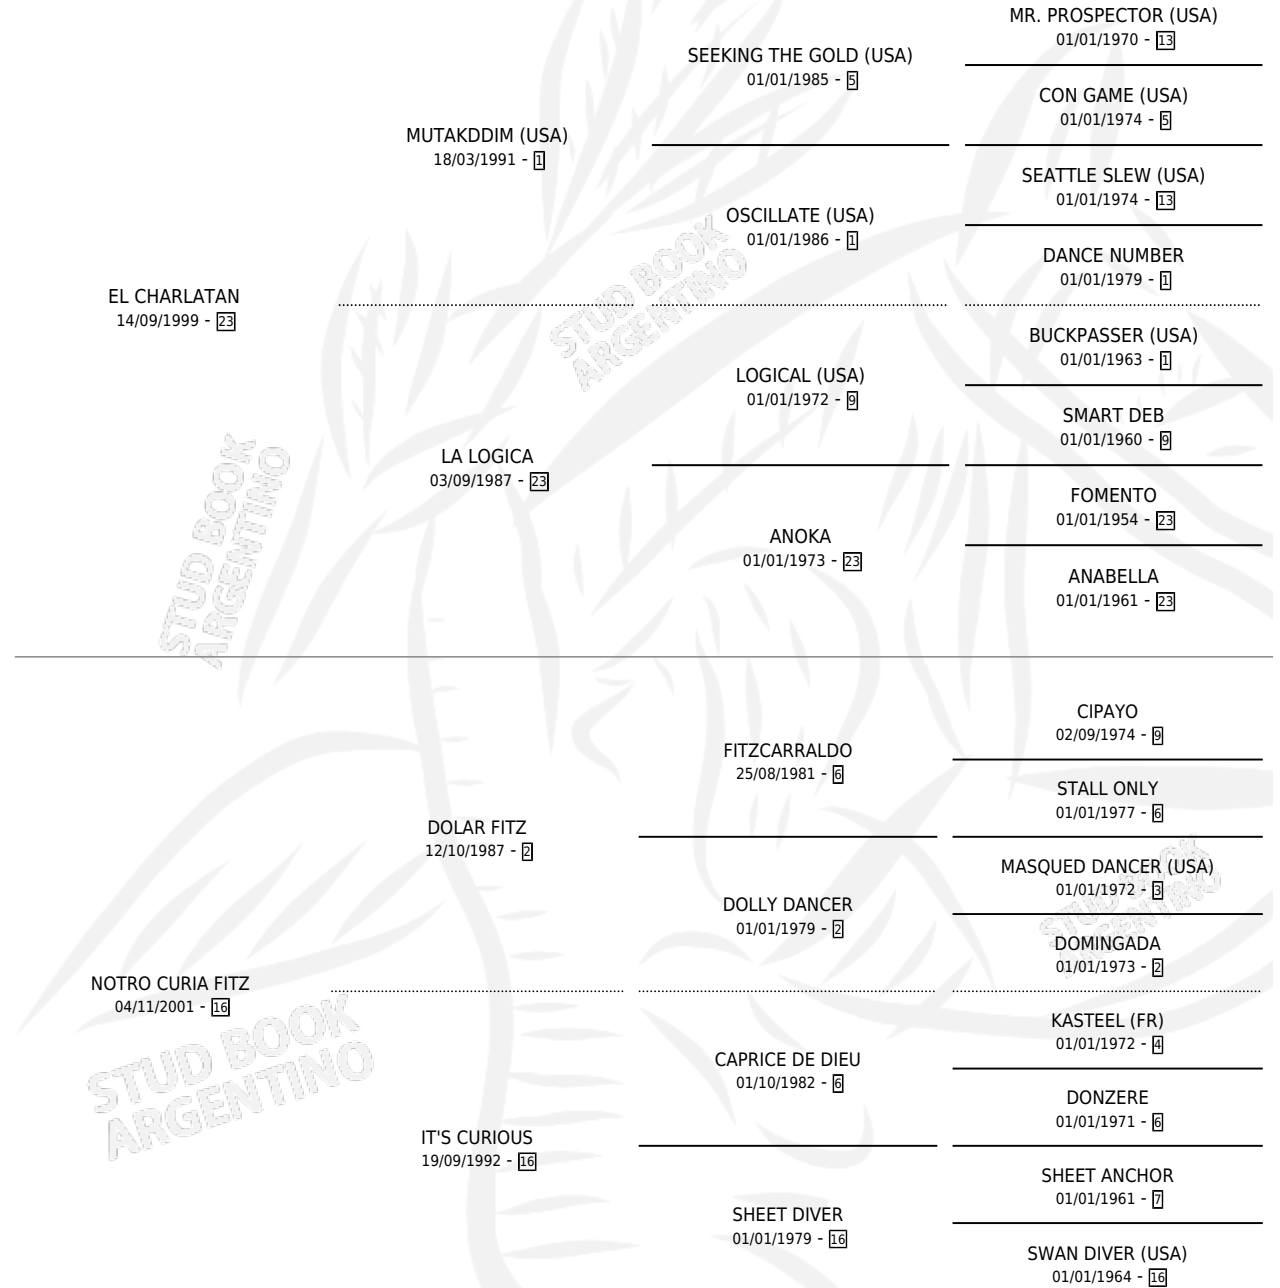 MR. PROSPECTOR (USA)
01/01/1970 - 13
SEEKING THE GOLD (USA)
01/01/1985 - 5
CON GAME (USA)
01/01/1974 - 5
MUTAKDDIM (USA)
18/03/1991 - 1
SEATTLE SLEW (USA)
01/01/1974 - 13
OSCILLATE (USA)
01/01/1986 - 1
DANCE NUMBER
01/01/1979 - 1
EL CHARLATAN
14/09/1999 - 23
BUCKPASSER (USA)
01/01/1963 - 1
LOGICAL (USA)
01/01/1972 - 9
SMART DEB
01/01/1960 - 9
LA LOGICA
03/09/1987 - 23
FOMENTO
01/01/1954 - 23
ANOKA
01/01/1973 - 23
ANABELLA
01/01/1961 - 23
CIPAYO
02/09/1974 - 9
FITZCARRALDO
25/08/1981 - 6
STALL ONLY
01/01/1977 - 6
DOLAR FITZ
12/10/1987 - 2
MASQUED DANCER (USA)
01/01/1972 - 3
DOLLY DANCER
01/01/1979 - 2
DOMINGADA
01/01/1973 - 2
NOTRO CURIA FITZ
04/11/2001 - 16
KASTEEL (FR)
01/01/1972 - 4
CAPRICE DE DIEU
01/10/1982 - 6
DONZERE
01/01/1971 - 6
IT'S CURIOUS
19/09/1992 - 16
SHEET ANCHOR
01/01/1961 - 7
SHEET DIVER
01/01/1979 - 16
SWAN DIVER (USA)
01/01/1964 - 16
STUD BOOK
ARGENTINO
STUD BOOK
ARGENTINO
STUD BOOK
ARGENTINO
STUD BOOK
ARGENTINO